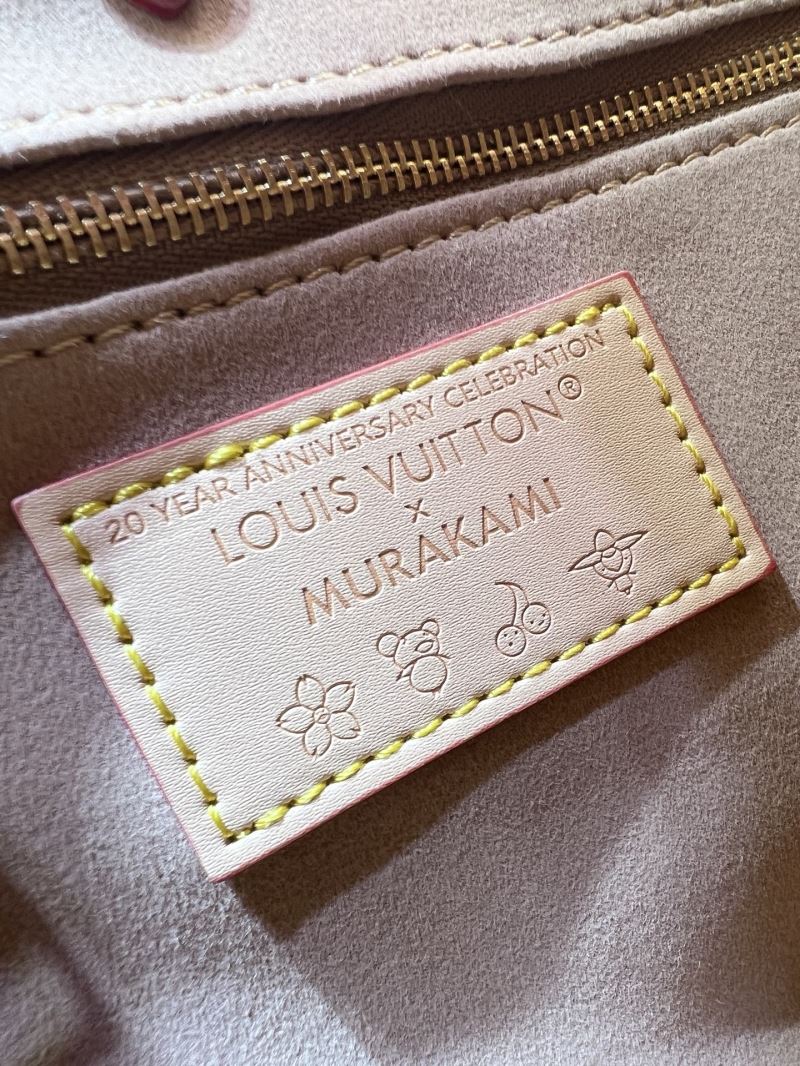 20 YEAR ANNIVERSARY CELEBRATION
LOUIS VUITTON®
×
MURAKAMI